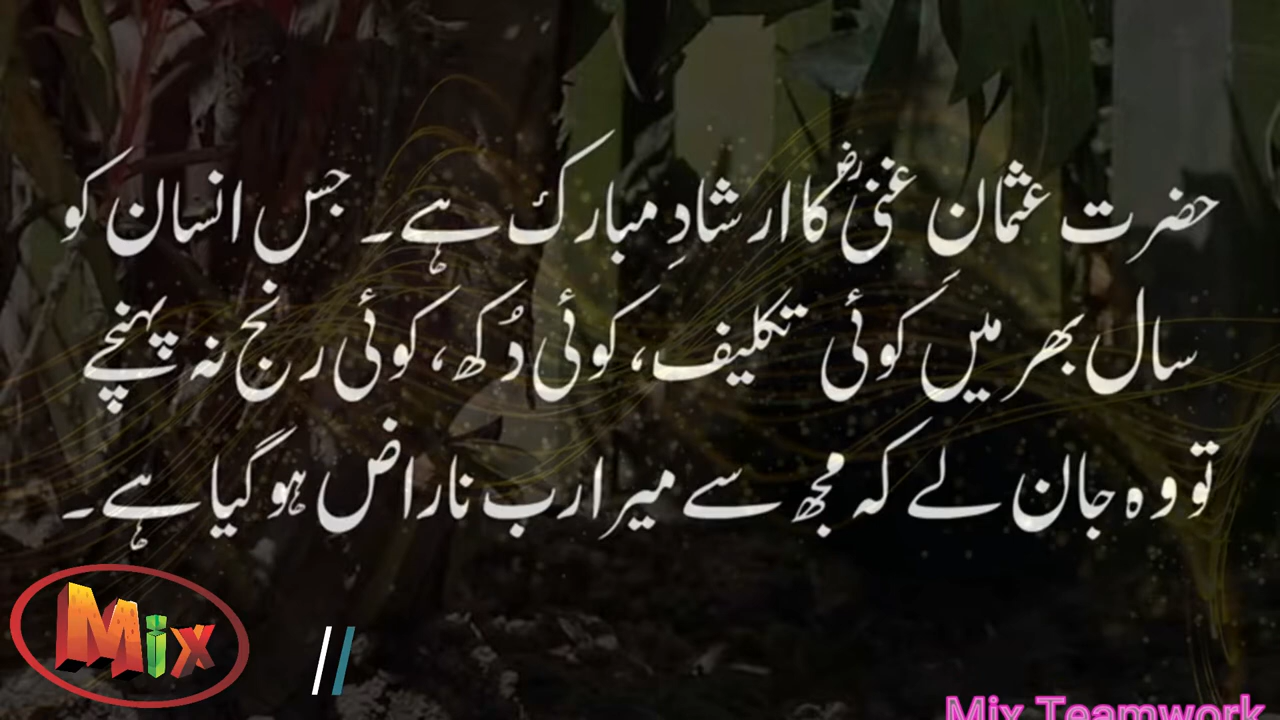 حضرت عثمانِ غنیؓ کا ارشادِ مبارک ہے۔ جس انسان کو
سال بھر میں کوئی تکلیف، کوئی دُکھ، کوئی رنج نہ پہنچے
تو وہ جان لے کہ مجھ سے میرا رب ناراض ہو گیا ہے۔
Mix
//
Mix Teamwork